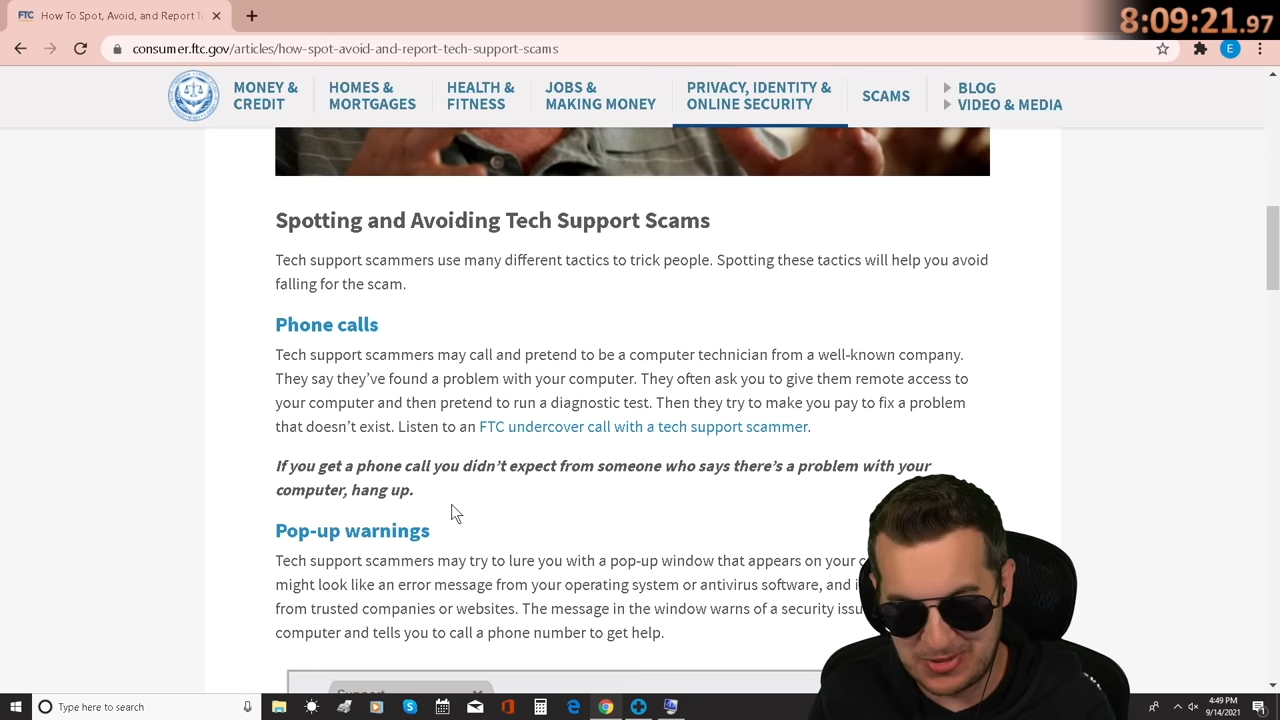 FTC How To Spot, Avoid, and Report T
8:09:21.97
consumer.ftc.gov/articles/how-spot-avoid-and-report-tech-support-scams
E
MONEY &
CREDIT
HOMES &
MORTGAGES
HEALTH &
FITNESS
JOBS &
MAKING MONEY
PRIVACY, IDENTITY &
ONLINE SECURITY
SCAMS
BLOG
VIDEO & MEDIA
Spotting and Avoiding Tech Support Scams
Tech support scammers use many different tactics to trick people. Spotting these tactics will help you avoid
falling for the scam.
Phone calls
Tech support scammers may call and pretend to be a computer technician from a well-known company.
They say they’ve found a problem with your computer. They often ask you to give them remote access to
your computer and then pretend to run a diagnostic test. Then they try to make you pay to fix a problem
that doesn’t exist. Listen to an FTC undercover call with a tech support scammer.
If you get a phone call you didn’t expect from someone who says there’s a problem with your
computer, hang up.
Pop-up warnings
Tech support scammers may try to lure you with a pop-up window that appears on your
might look like an error message from your operating system or antivirus software, and
from trusted companies or websites. The message in the window warns of a security
computer and tells you to call a phone number to get help.
Support
Type here to search
4:49 PM
9/14/2021